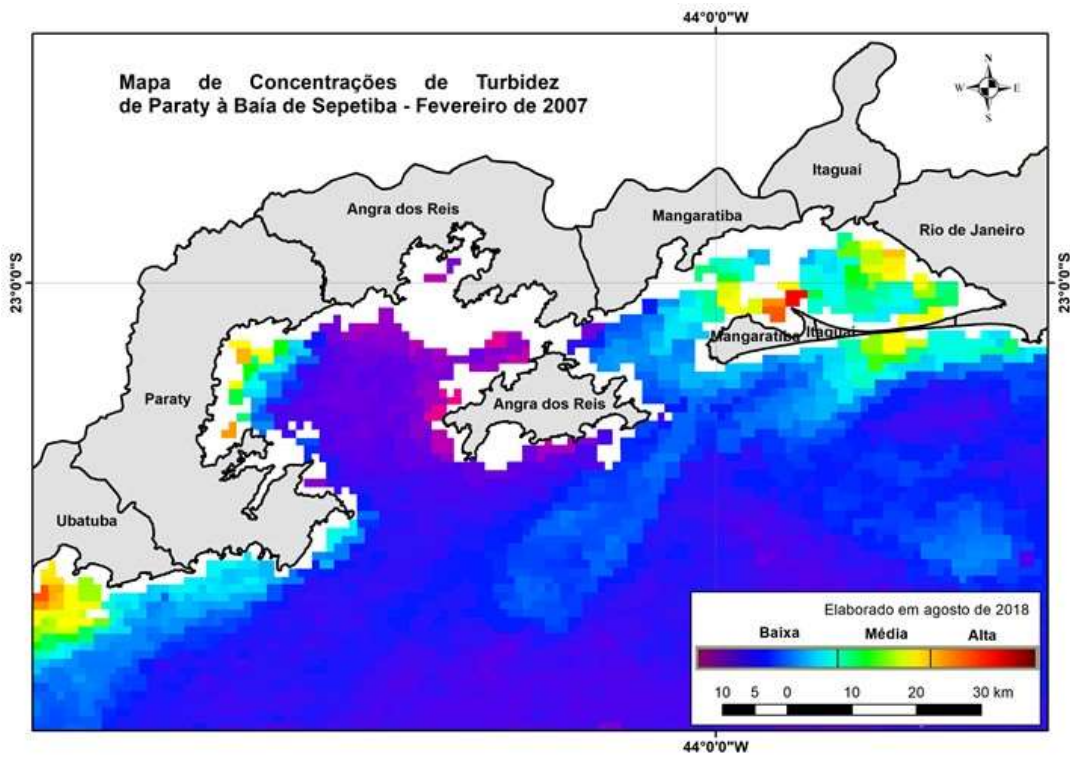 44°0'0"W
Mapa de Concentrações de Turbidez
de Paraty à Baía de Sepetiba - Fevereiro de 2007
N
W E
S
Itaguaí
Angra dos Reis
Mangaratiba
Rio de Janeiro
23°0'0"S
23°0'0"S
Mangaratiba
Itaguaí
Paraty
Angra dos Reis
Ubatuba
Elaborado em agosto de 2018
Baixa Média Alta
10 5 0 10 20 30 km
44°0'0"W